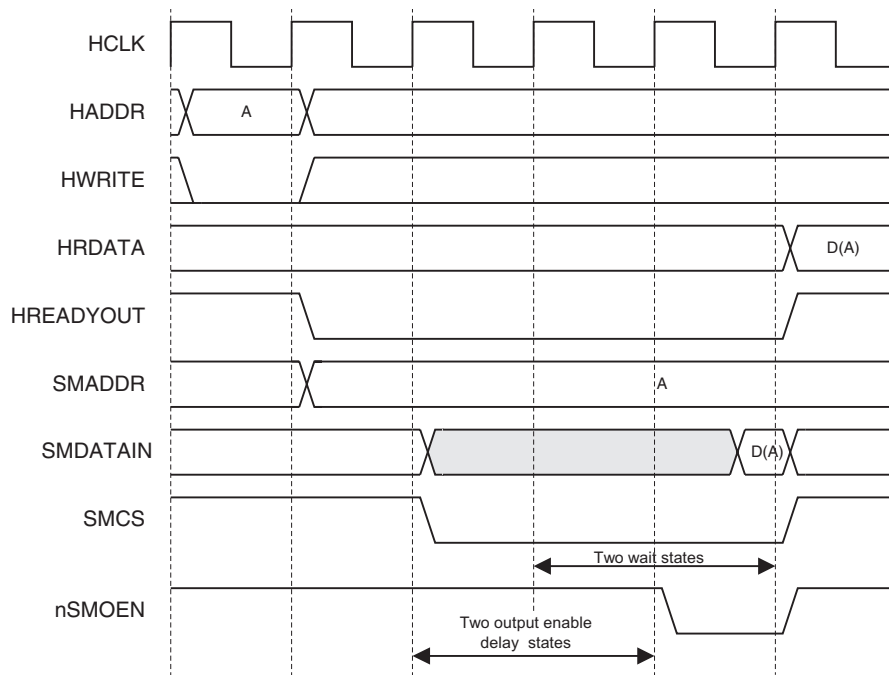 HCLK
HADDR
A
HWRITE
HRDATA
D(A)
HREADYOUT
SMADDR
A
SMDATAIN
D(A)
SMCS
Two wait states
nSMOEN
Two output enable
delay states